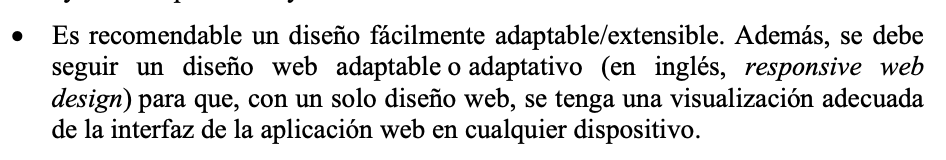 • Es recomendable un diseño fácilmente adaptable/extensible. Además, se debe
seguir un diseño web adaptable o adaptativo (en inglés, responsive web
design) para que, con un solo diseño web, se tenga una visualización adecuada
de la interfaz de la aplicación web en cualquier dispositivo.